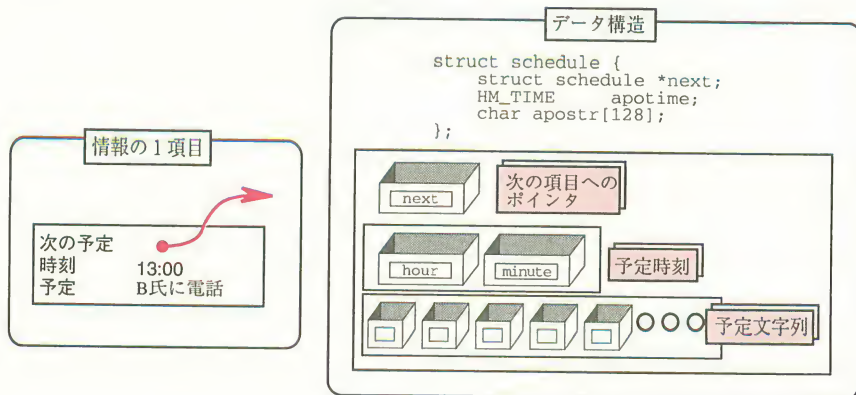 情報の1項目
次の予定
時刻 13:00
予定 B氏に電話
データ構造
struct schedule {
struct schedule *next;
HM_TIME apotime;
char apostr[128];
};
next
次の項目への
ポインタ
hour minute
予定時刻
予定文字列